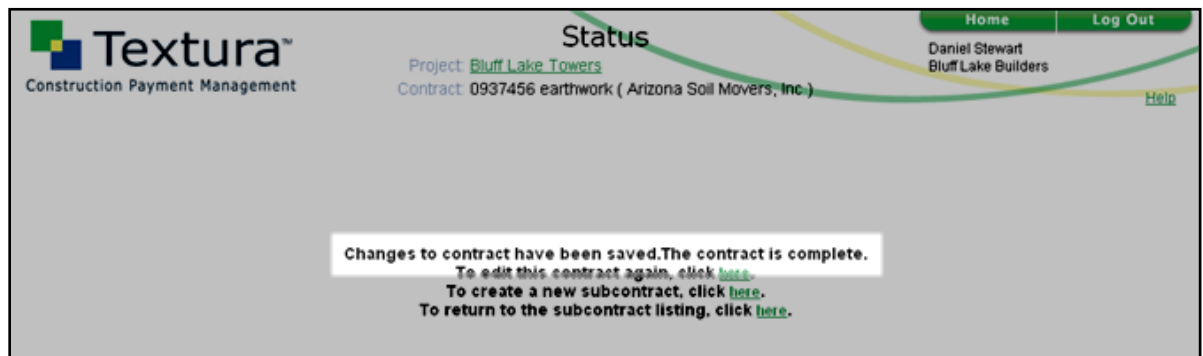 Textura™
Construction Payment Management
Status
Project: Bluff Lake Towers
Contract: 0937456 earthwork ( Arizona Soil Movers, Inc )
Home
Log Out
Daniel Stewart
Bluff Lake Builders
Help
Changes to contract have been saved.The contract is complete.
To edit this contract again, click here.
To create a new subcontract, click here.
To return to the subcontract listing, click here.